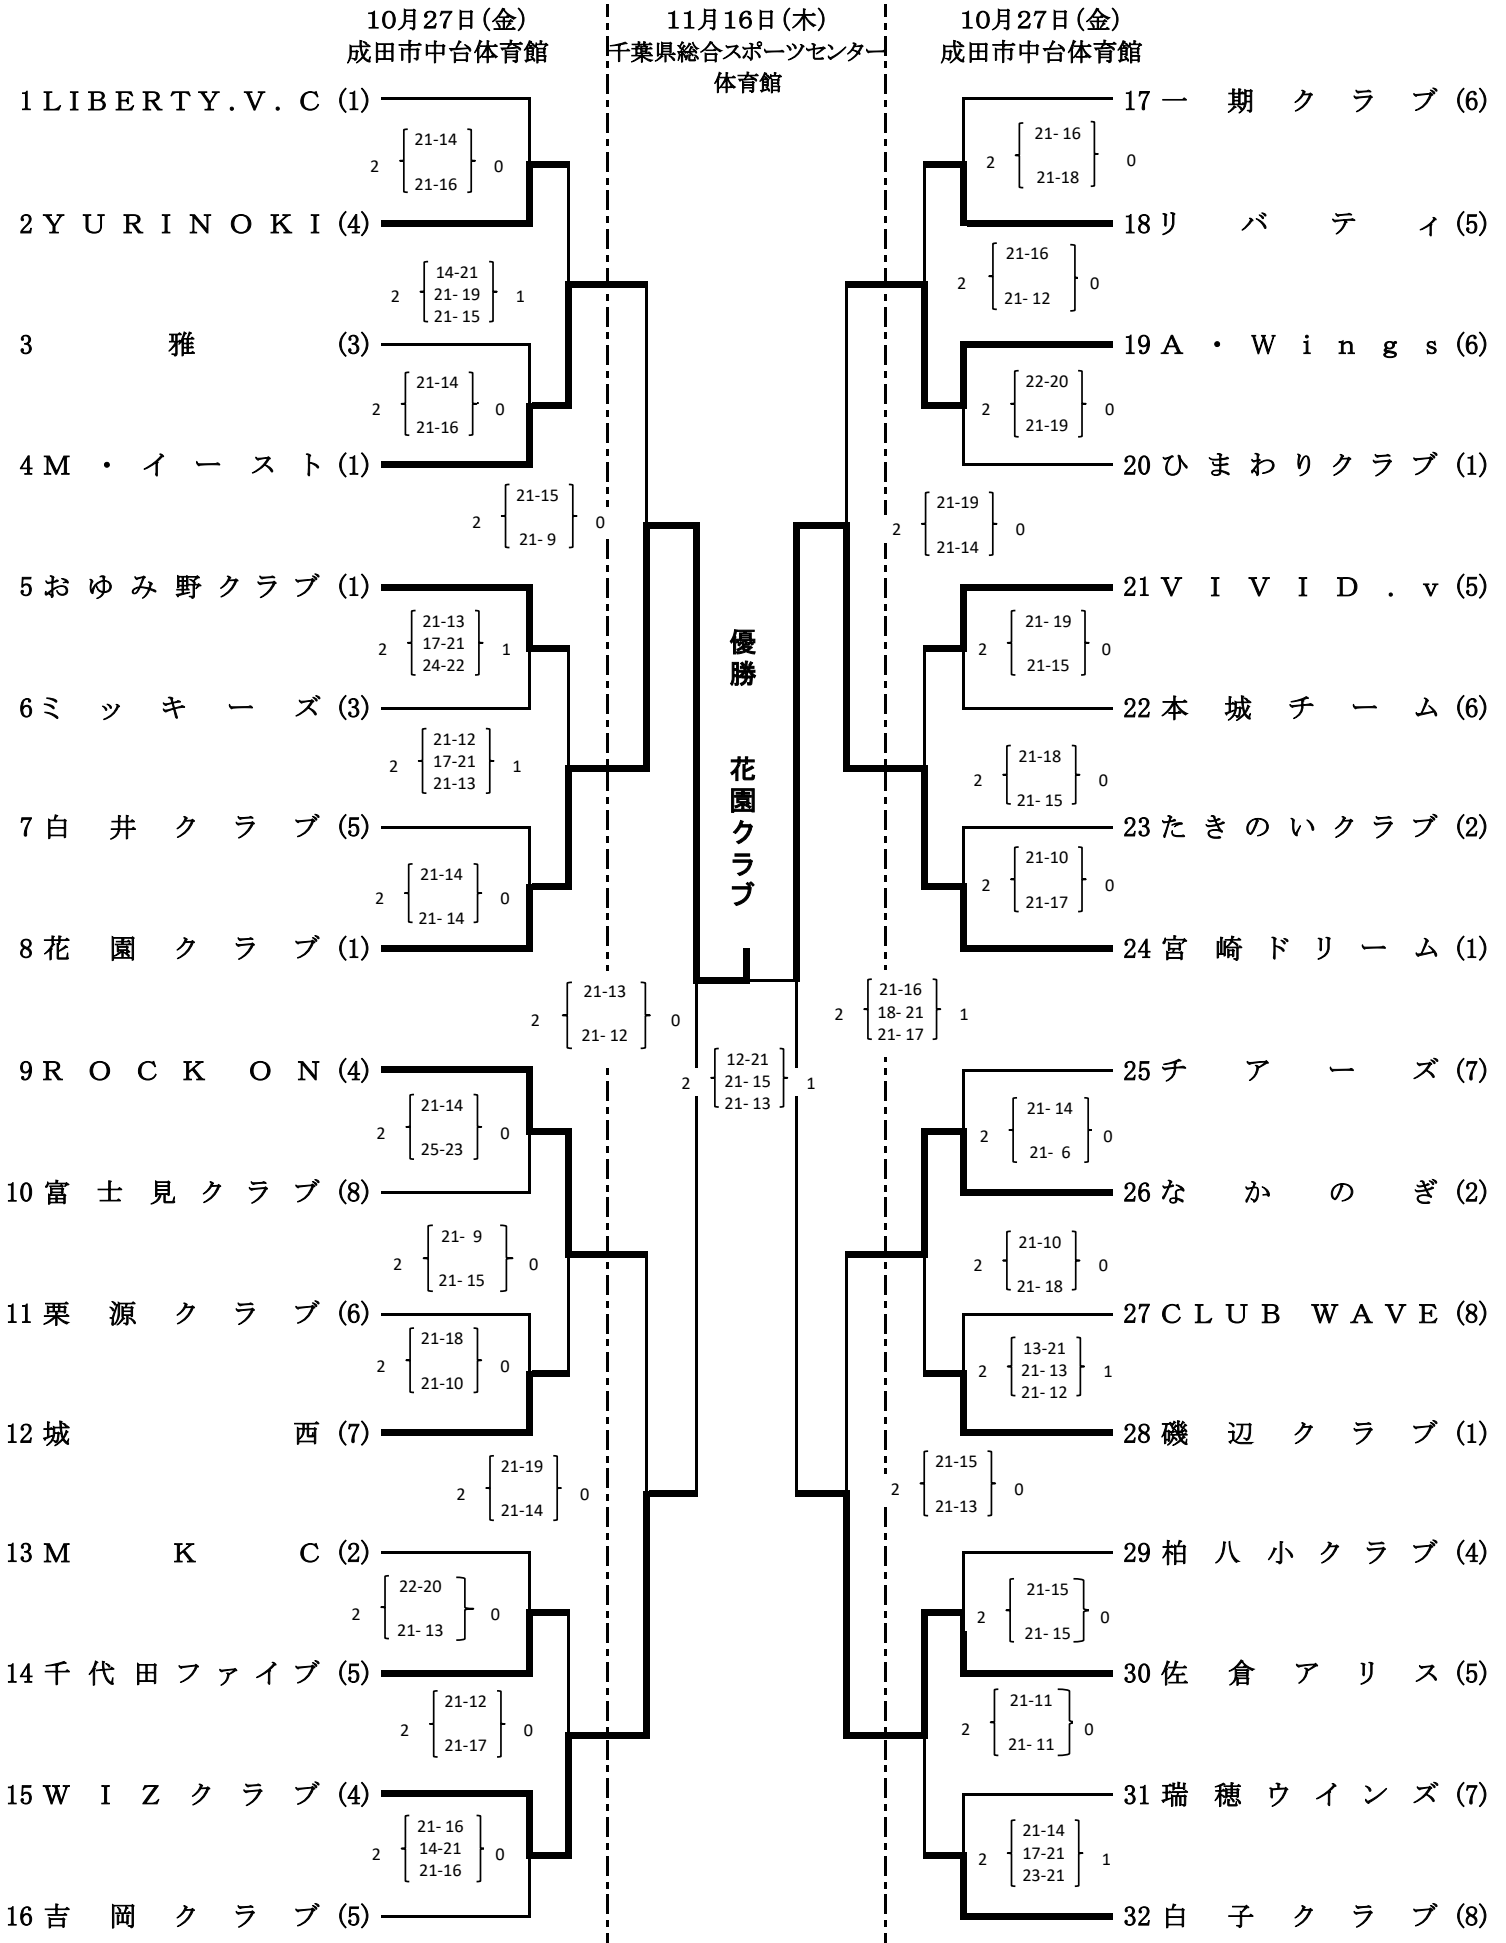 10月27日(金)
成田市中台体育館
11月16日(木)
千葉県総合スポーツセンター
体育館
10月27日(金)
成田市中台体育館
1 LIBERTY.V.C (1)
2 [21-14 21-16] 0
2 YURINOKI (4)
2 [14-21 21-19 21-15] 1
3 雅 (3)
2 [21-14 21-16] 0
4 M・イースト (1)
2 [21-15 21-9] 0
5 おゆみ野クラブ (1)
2 [21-13 17-21 24-22] 1
6 ミッキーズ (3)
2 [21-12 17-21 21-13] 1
7 白井クラブ (5)
2 [21-14 21-14] 0
8 花園クラブ (1)
2 [21-13 21-12] 0
9 ROCK ON (4)
2 [21-14 25-23] 0
10 富士見クラブ (8)
2 [21-9 21-15] 0
11 栗源クラブ (6)
2 [21-18 21-10] 0
12 城西 (7)
2 [21-19 21-14] 0
13 MKC (2)
2 [22-20 21-13] 0
14 千代田ファイブ (5)
2 [21-12 21-17] 0
15 WIZクラブ (4)
2 [21-16 14-21 21-16] 0
16 吉岡クラブ (5)
優勝 花園クラブ
2 [12-21 21-15 21-13] 1
17 一期クラブ (6)
2 [21-16 21-18] 0
18 リバティ (5)
2 [21-16 21-12] 0
19 A・Wings (6)
2 [22-20 21-19] 0
20 ひまわりクラブ (1)
2 [21-19 21-14] 0
21 VIVID.v (5)
2 [21-19 21-15] 0
22 本城チーム (6)
2 [21-18 21-15] 0
23 たきのいクラブ (2)
2 [21-10 21-17] 0
24 宮崎ドリーム (1)
2 [21-16 18-21 21-17] 1
25 チアーズ (7)
2 [21-14 21-6] 0
26 なかのぎ (2)
2 [21-10 21-18] 0
27 CLUB WAVE (8)
2 [13-21 21-13 21-12] 1
28 磯辺クラブ (1)
2 [21-15 21-13] 0
29 柏八小クラブ (4)
2 [21-15 21-15] 0
30 佐倉アリス (5)
2 [21-11 21-11] 0
31 瑞穂ウインズ (7)
2 [21-14 17-21 23-21] 1
32 白子クラブ (8)